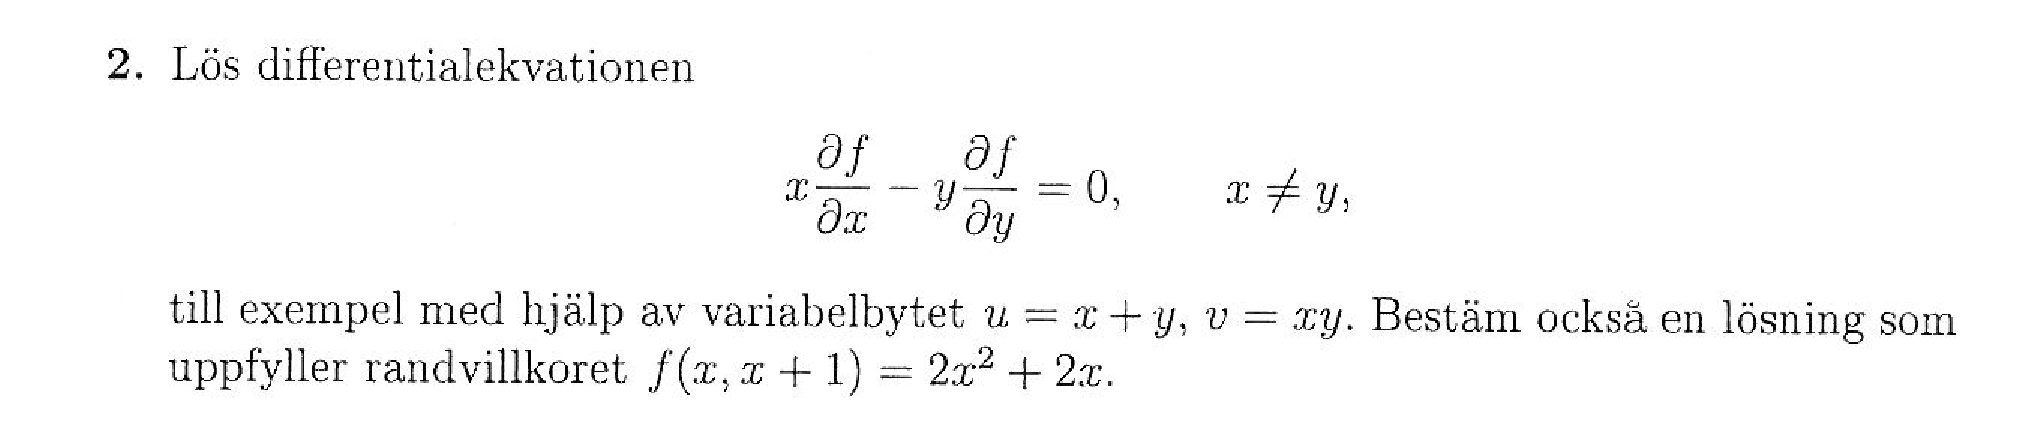 2. Lös differentialekvationen
x ∂f/∂x − y ∂f/∂y = 0, x ≠ y,
till exempel med hjälp av variabelbytet u = x + y, v = xy. Bestäm också en lösning som
uppfyller randvillkoret f(x, x + 1) = 2x² + 2x.